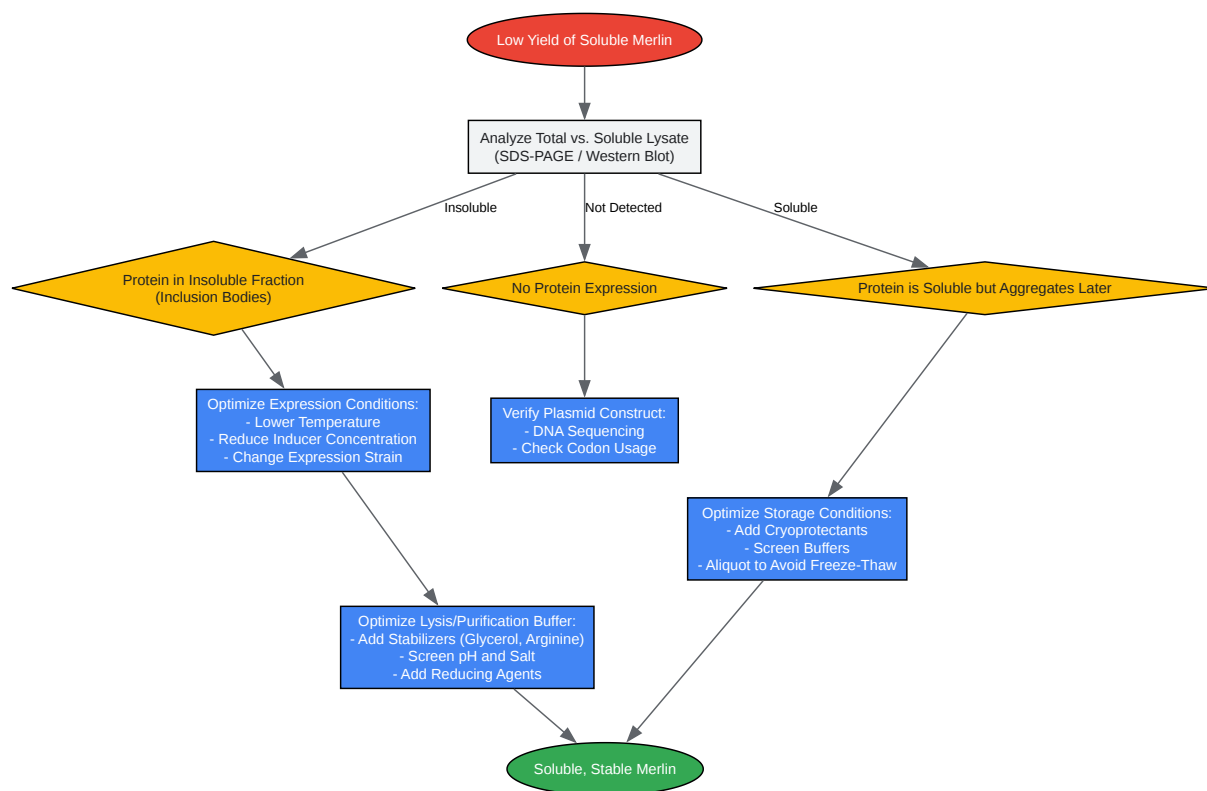 Low Yield of Soluble Merlin
Analyze Total vs. Soluble Lysate
(SDS-PAGE / Western Blot)
Insoluble
Not Detected
Soluble
Protein in Insoluble Fraction
(Inclusion Bodies)
No Protein Expression
Protein is Soluble but Aggregates Later
Optimize Expression Conditions:
- Lower Temperature
- Reduce Inducer Concentration
- Change Expression Strain
Verify Plasmid Construct:
- DNA Sequencing
- Check Codon Usage
Optimize Storage Conditions:
- Add Cryoprotectants
- Screen Buffers
- Aliquot to Avoid Freeze-Thaw
Optimize Lysis/Purification Buffer:
- Add Stabilizers (Glycerol, Arginine)
- Screen pH and Salt
- Add Reducing Agents
Soluble, Stable Merlin